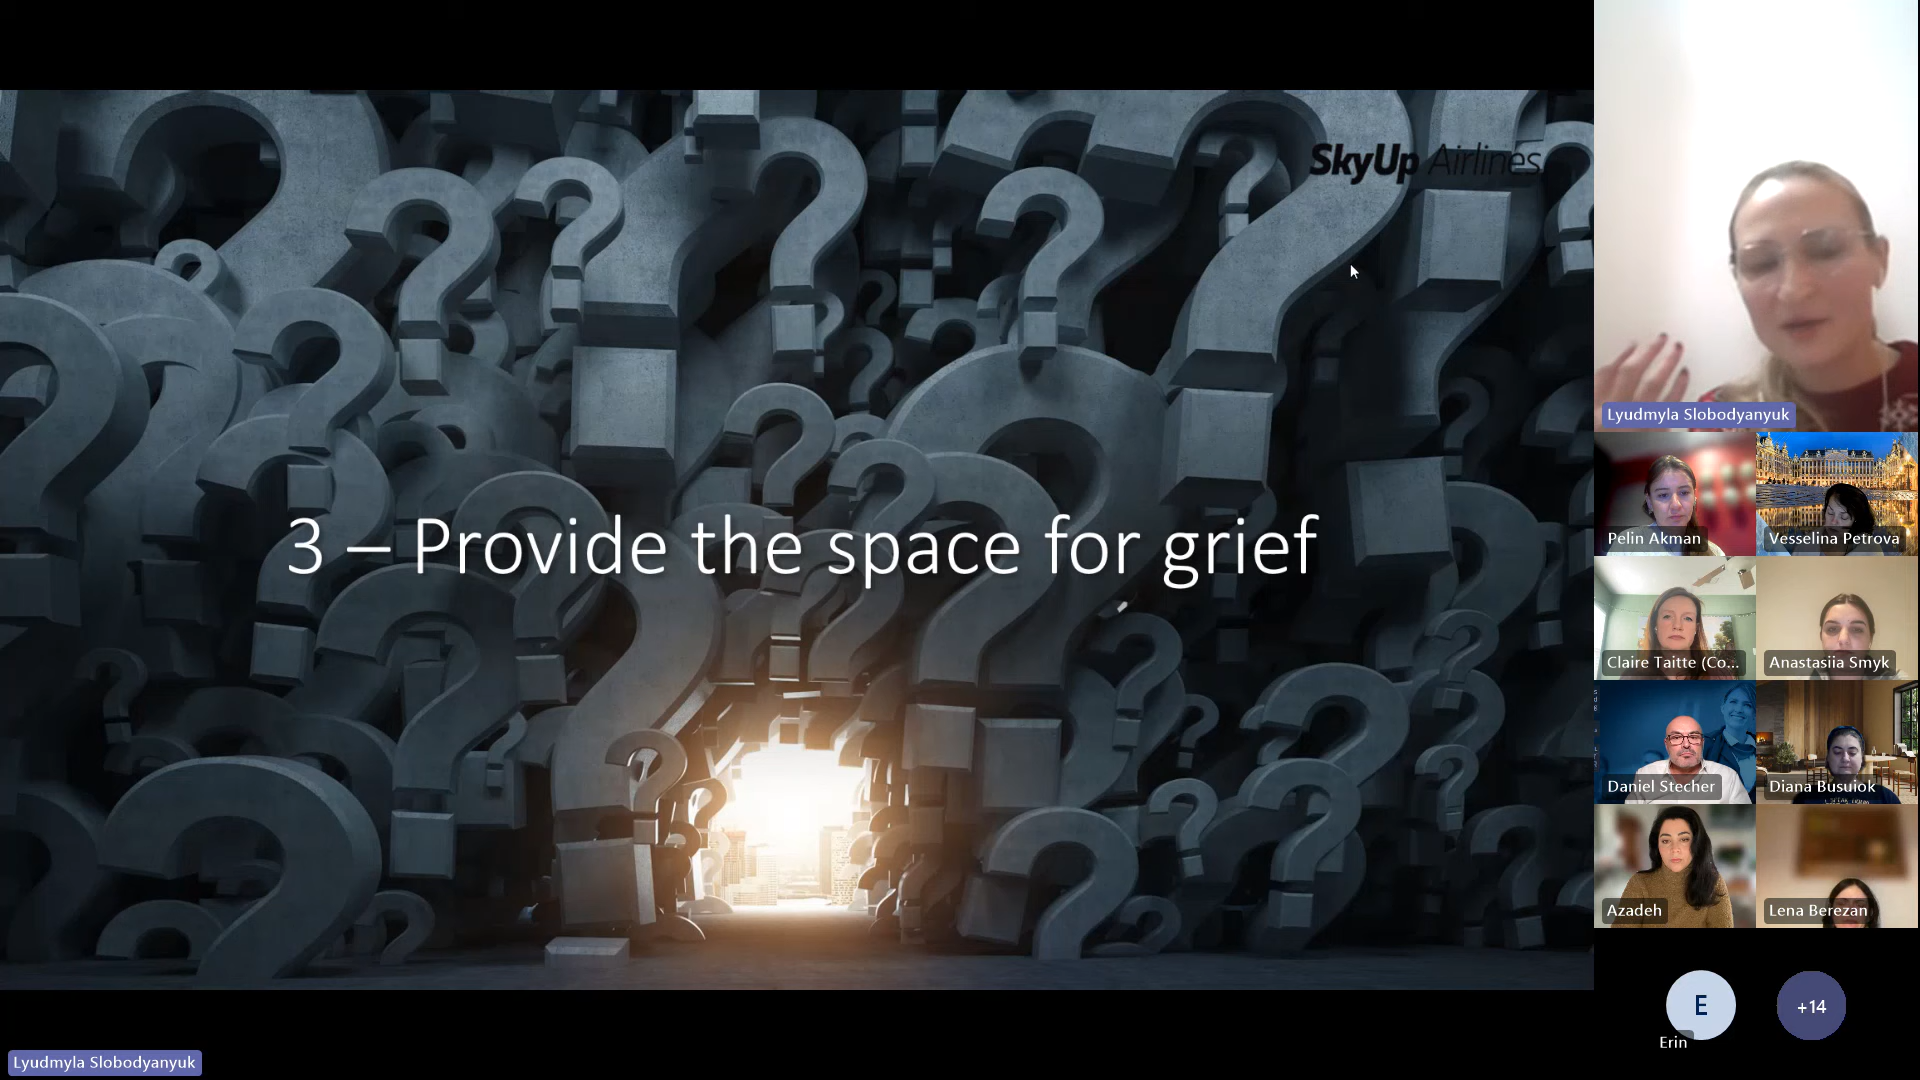 SkyUp Airlines
3 – Provide the space for grief
Lyudmyla Slobodyanyuk
Pelin Akman
Vesselina Petrova
Claire Taitte (Co...
Anastasiia Smyk
Daniel Stecher
Diana Busuiok
Azadeh
Lena Berezan
E
Erin
+14
Lyudmyla Slobodyanyuk